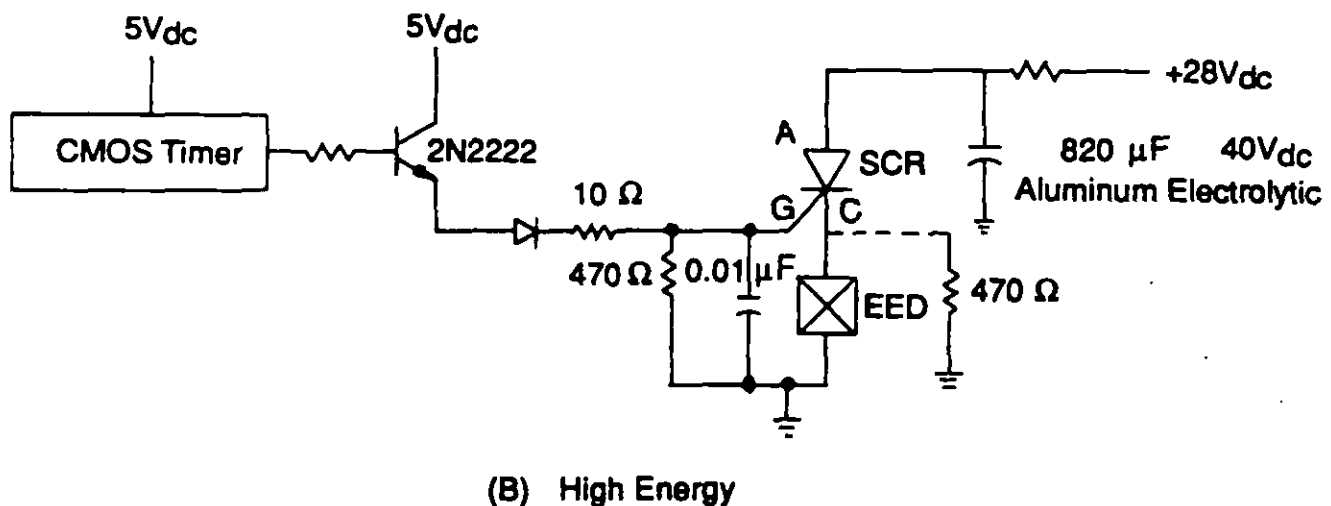 5Vdc
5Vdc
+28Vdc
CMOS Timer
2N2222
A
SCR
820 µF 40Vdc
Aluminum Electrolytic
10 Ω
G
C
470 Ω
0.01 µF
EED
470 Ω
(B) High Energy